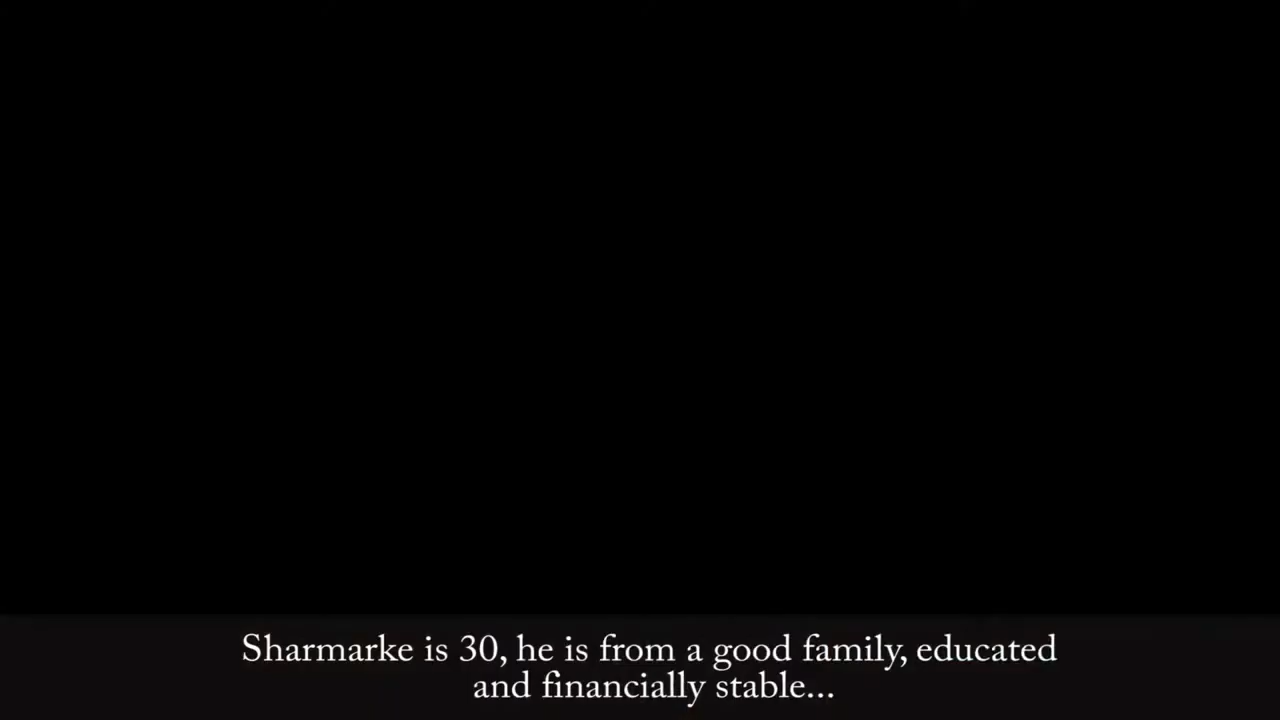 Sharmarke is 30, he is from a good family, educated
and financially stable...